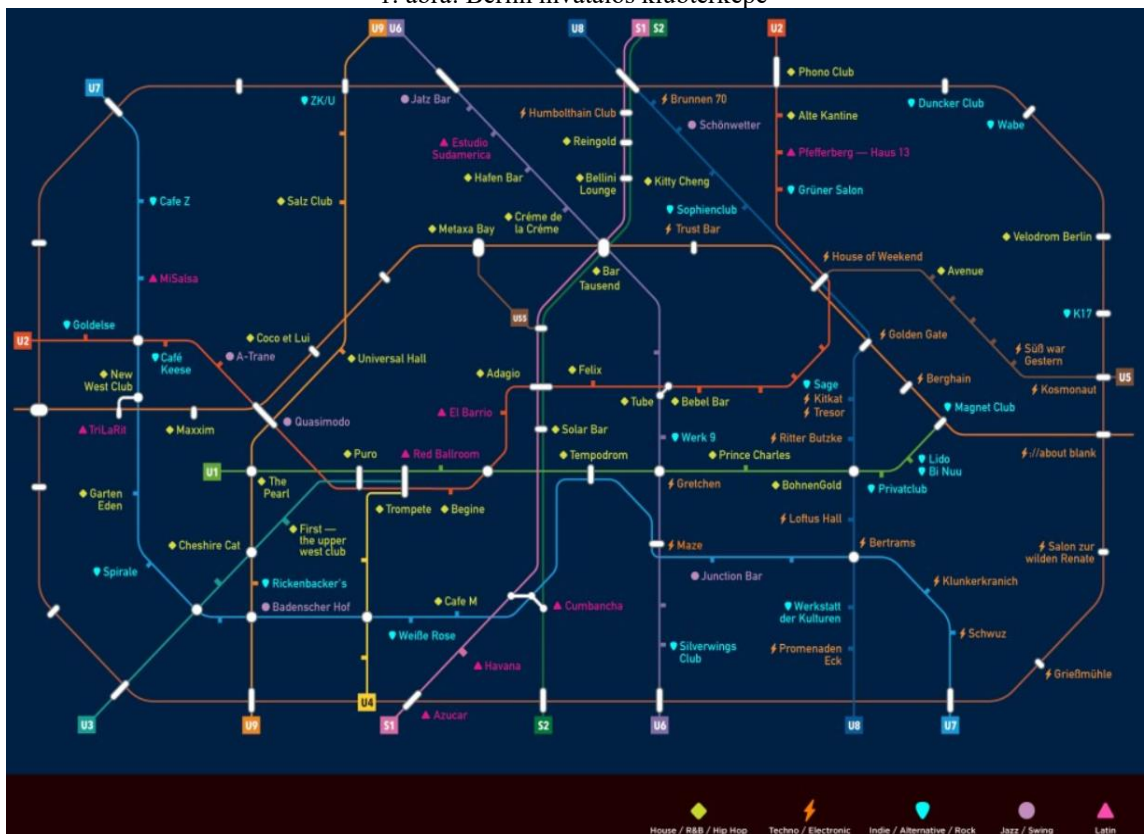 1. ábra: Berlin hivatalos klubtérképe
U9 U6
U8
S1 S2
U2
U7
Phono Club
ZK/U
Jatz Bar
Brunnen 70
Duncker Club
Humbolthain Club
Alte Kantine
Schönwetter
Wabe
Estudio
Sudamerica
Reingold
Pfefferberg — Haus 13
Hafen Bar
Bellini
Lounge
Kitty Cheng
Grüner Salon
Cafe Z
Salz Club
Sophienclub
Créme de
la Créme
Metaxa Bay
Trust Bar
Velodrom Berlin
House of Weekend
MiSalsa
Bar
Tausend
Avenue
U55
K17
Goldelse
U2
Coco et Lui
Golden Gate
Café
Keese
A-Trane
Universal Hall
Süß war
Gestern
New
West Club
Adagio
Felix
Berghain
U5
Sage
Kosmonaut
Kitkat
Tube
Bebel Bar
Tresor
Magnet Club
El Barrio
Quasimodo
TriLaRit
Maxxim
Solar Bar
Werk 9
Ritter Butzke
://about blank
Puro
Red Ballroom
Tempodrom
Prince Charles
Lido
Bi Nuu
U1
The
Pearl
Gretchen
BohnenGold
Privatclub
Garten
Eden
Trompete
Begine
Loftus Hall
First —
the upper
west club
Cheshire Cat
Maze
Bertrams
Salon zur
wilden Renate
Spirale
Rickenbacker's
Junction Bar
Klunkerkranich
Badenscher Hof
Cafe M
Cumbancha
Werkstatt
der Kulturen
Weiße Rose
Schwuz
Silverwings
Club
Promenaden
Eck
Havana
Grießmühle
U4
Azucar
U3
U9
S1
S2
U6
U8
U7
House / R&B / Hip Hop
Techno / Electronic
Indie / Alternative / Rock
Jazz / Swing
Latin